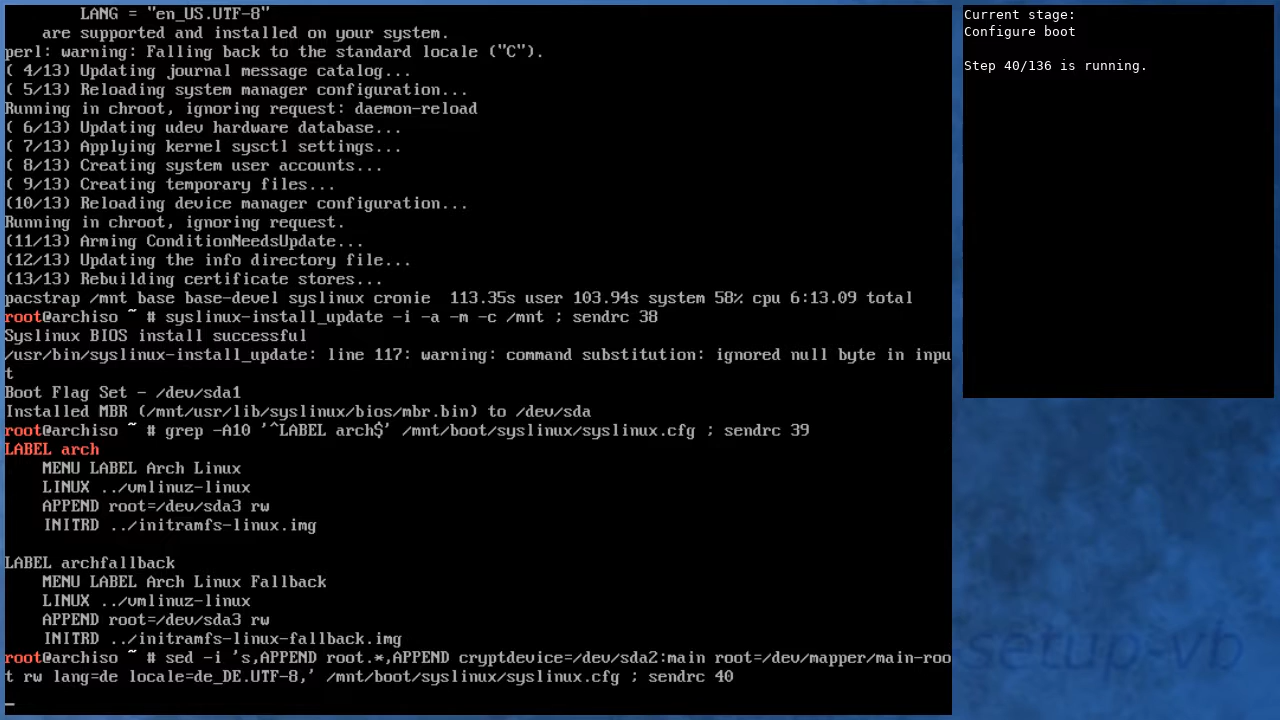 LANG = "en_US.UTF-8"
are supported and installed on your system.
perl: warning: Falling back to the standard locale ("C").
( 4/13) Updating journal message catalog...
( 5/13) Reloading system manager configuration...
Running in chroot, ignoring request: daemon-reload
( 6/13) Updating udev hardware database...
( 7/13) Applying kernel sysctl settings...
( 8/13) Creating system user accounts...
( 9/13) Creating temporary files...
(10/13) Reloading device manager configuration...
Running in chroot, ignoring request.
(11/13) Arming ConditionNeedsUpdate...
(12/13) Updating the info directory file...
(13/13) Rebuilding certificate stores...
pacstrap /mnt base base-devel syslinux cronie  113.35s user 103.94s system 58% cpu 6:13.09 total
root@archiso ~ # syslinux-install_update -i -a -m -c /mnt ; sendrc 38
Syslinux BIOS install successful
/usr/bin/syslinux-install_update: line 117: warning: command substitution: ignored null byte in inpu
t
Boot Flag Set - /dev/sda1
Installed MBR (/mnt/usr/lib/syslinux/bios/mbr.bin) to /dev/sda
root@archiso ~ # grep -A10 '^LABEL arch$' /mnt/boot/syslinux/syslinux.cfg ; sendrc 39
LABEL arch
MENU LABEL Arch Linux
LINUX ../vmlinuz-linux
APPEND root=/dev/sda3 rw
INITRD ../initramfs-linux.img
LABEL archfallback
MENU LABEL Arch Linux Fallback
LINUX ../vmlinuz-linux
APPEND root=/dev/sda3 rw
INITRD ../initramfs-linux-fallback.img
root@archiso ~ # sed -i 's,APPEND root.*,APPEND cryptdevice=/dev/sda2:main root=/dev/mapper/main-roo
t rw lang=de locale=de_DE.UTF-8,' /mnt/boot/syslinux/syslinux.cfg ; sendrc 40
Current stage:
Configure boot
Step 40/136 is running.
setup-vb